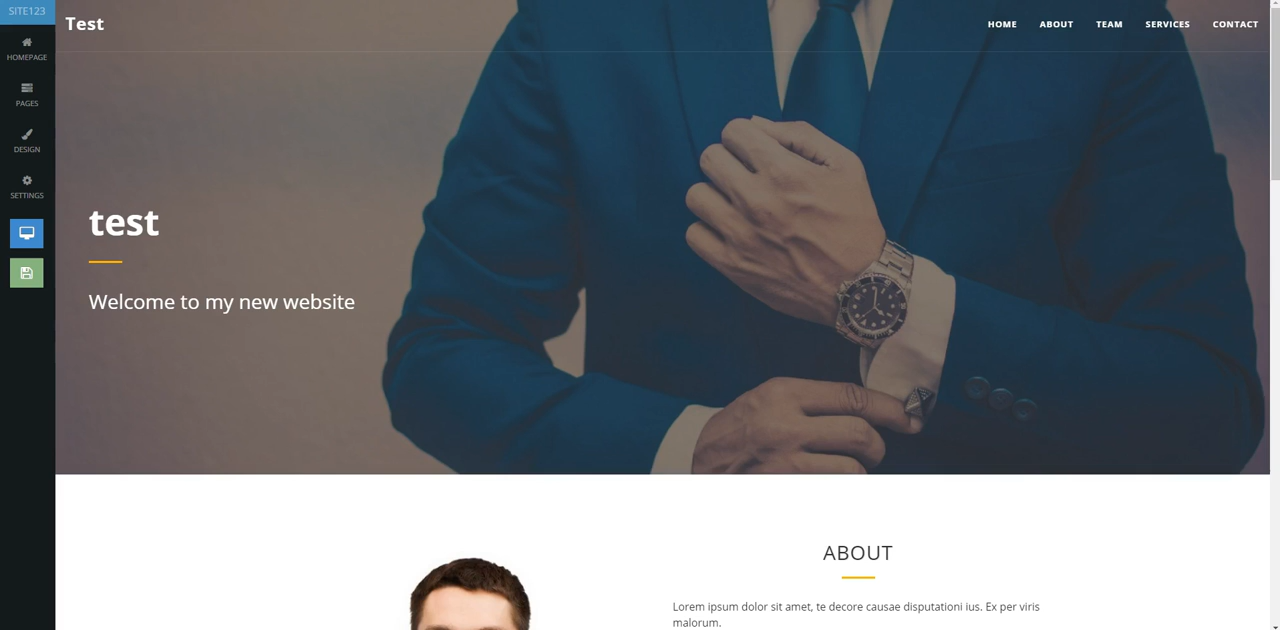 SITE123
HOMEPAGE
PAGES
DESIGN
SETTINGS
Test
HOME ABOUT TEAM SERVICES CONTACT
test
Welcome to my new website
ABOUT
Lorem ipsum dolor sit amet, te decore causae disputationi ius. Ex per viris
malorum.